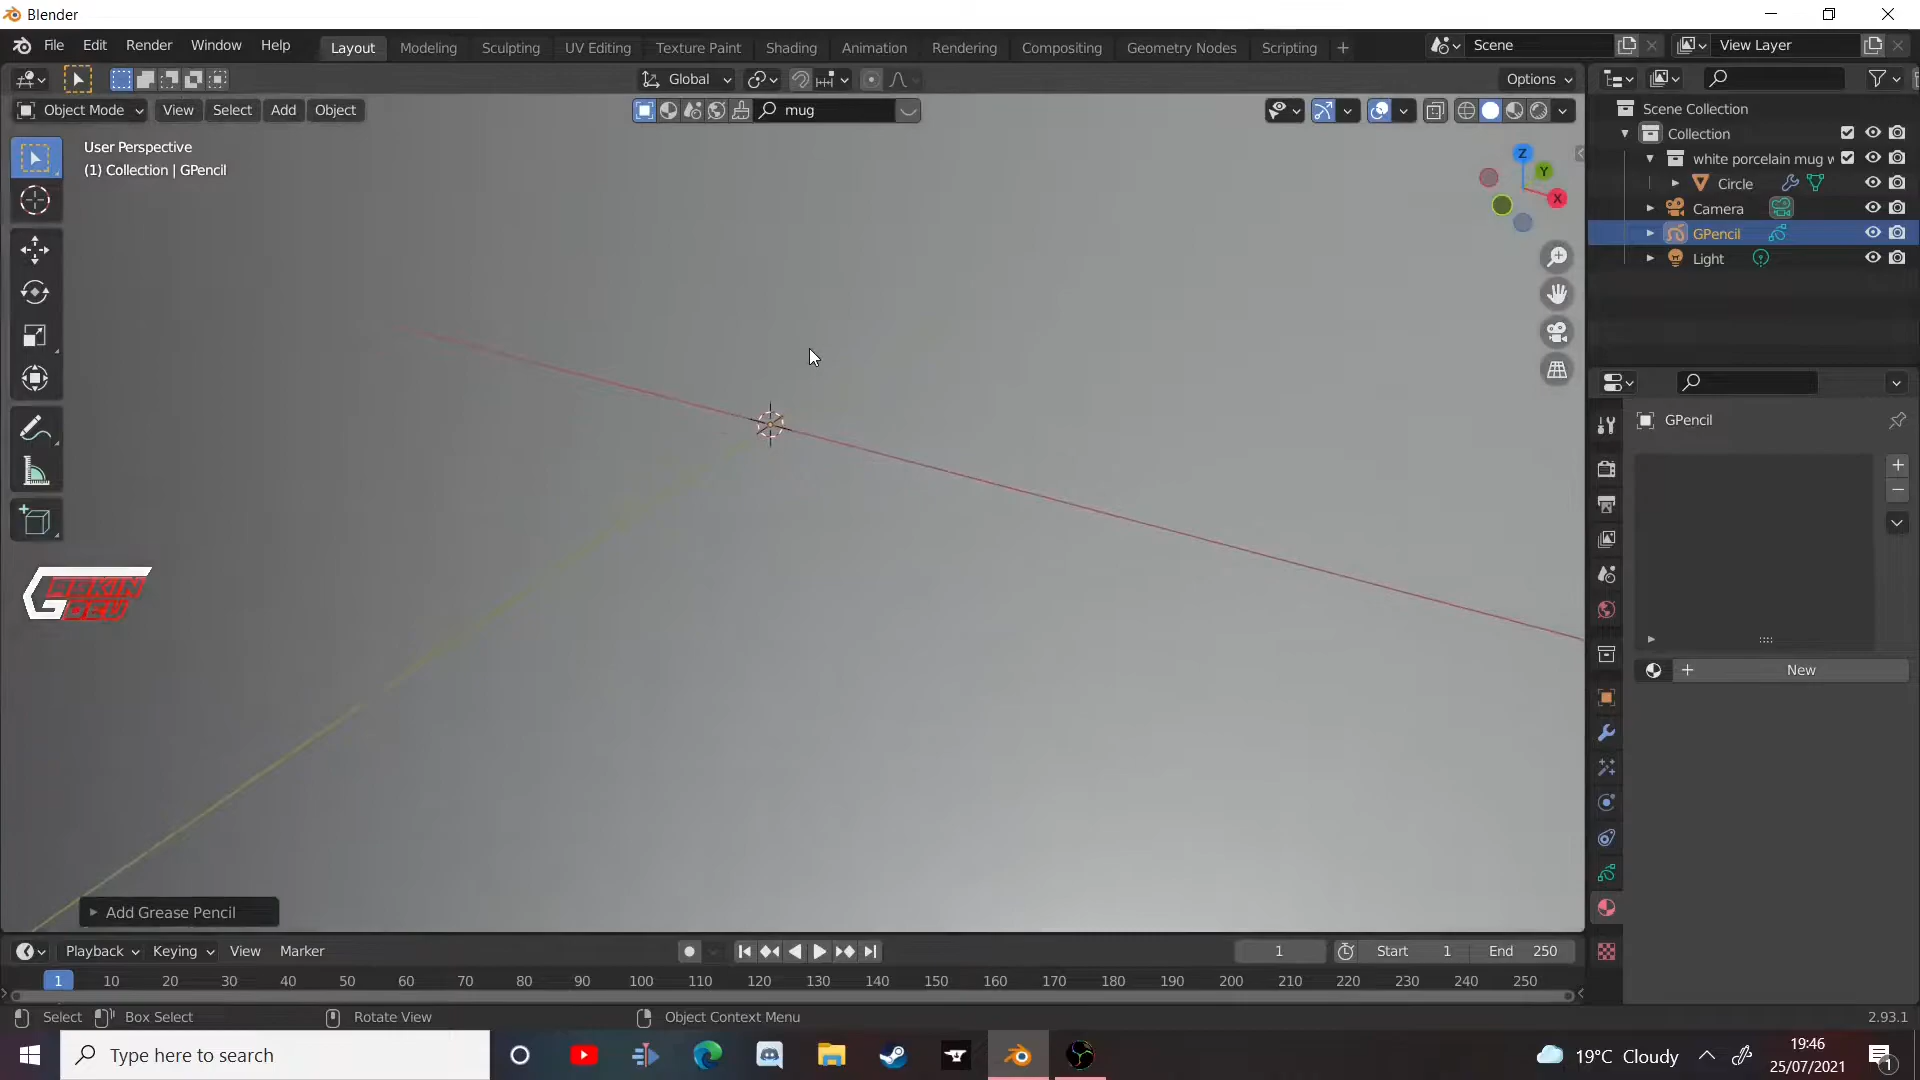 Blender
File Edit Render Window Help Layout Modeling Sculpting UV Editing Texture Paint Shading Animation Rendering Compositing Geometry Nodes Scripting + Scene View Layer
Global Options
Object Mode View Select Add Object mug
User Perspective
(1) Collection | GPencil
Z
Y
X
Scene Collection
Collection
white porcelain mug w
Circle
Camera
GPencil
Light
GPencil
New
GARKIN
DEV
Add Grease Pencil
Playback Keying View Marker 1 Start 1 End 250
1 10 20 30 40 50 60 70 80 90 100 110 120 130 140 150 160 170 180 190 200 210 220 230 240 250
Select Box Select Rotate View Object Context Menu 2.93.1
Type here to search 19°C Cloudy 19:46
25/07/2021
1